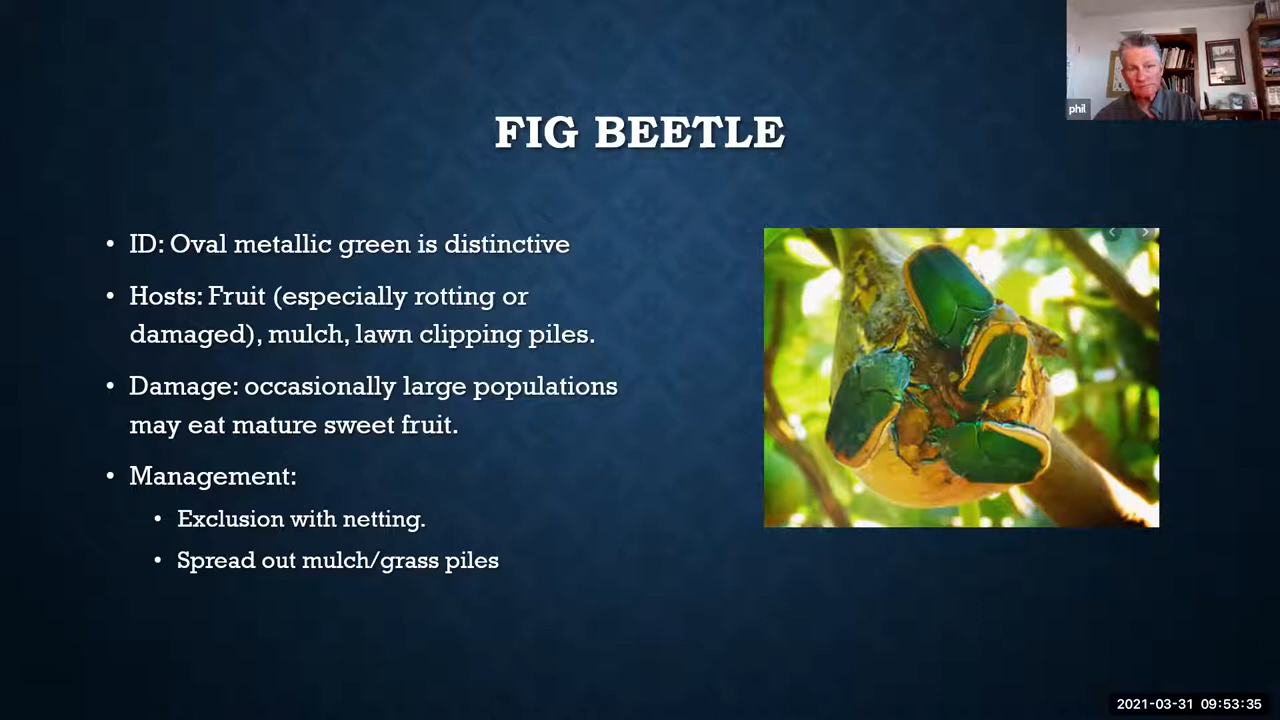 phil
FIG BEETLE
• ID: Oval metallic green is distinctive
• Hosts: Fruit (especially rotting or
damaged), mulch, lawn clipping piles.
• Damage: occasionally large populations
may eat mature sweet fruit.
• Management:
• Exclusion with netting.
• Spread out mulch/grass piles
2021-03-31 09:53:35